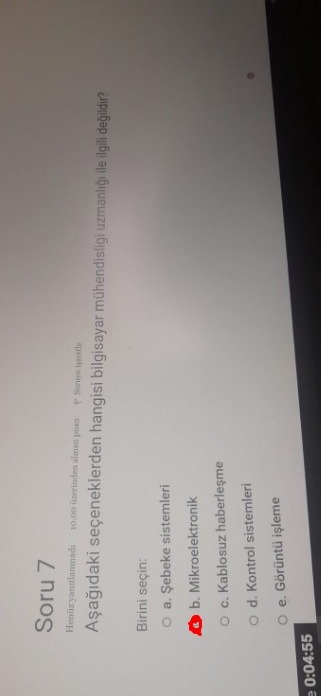 Soru 7
Henüz yanıtlanmadı 10,00 üzerinden alınan puan Soruyu işaretle
Aşağıdaki seçeneklerden hangisi bilgisayar mühendisliği uzmanlığı ile ilgili değildir?
Birini seçin:
a. Şebeke sistemleri
b. Mikroelektronik
c. Kablosuz haberleşme
d. Kontrol sistemleri
e. Görüntü işleme
0:04:55